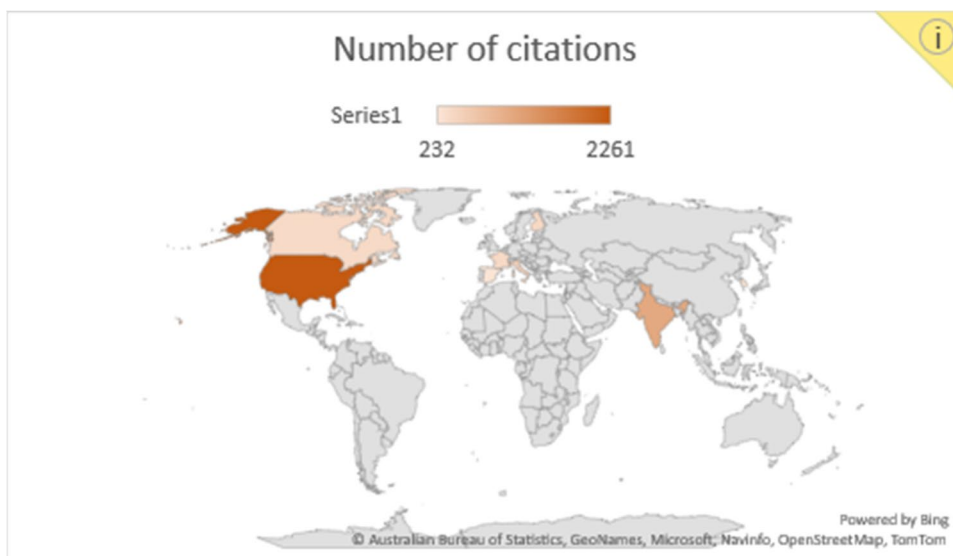 Number of citations
i
Series1
232 2261
Powered by Bing
© Australian Bureau of Statistics, GeoNames, Microsoft, Navinfo, OpenStreetMap, TomTom